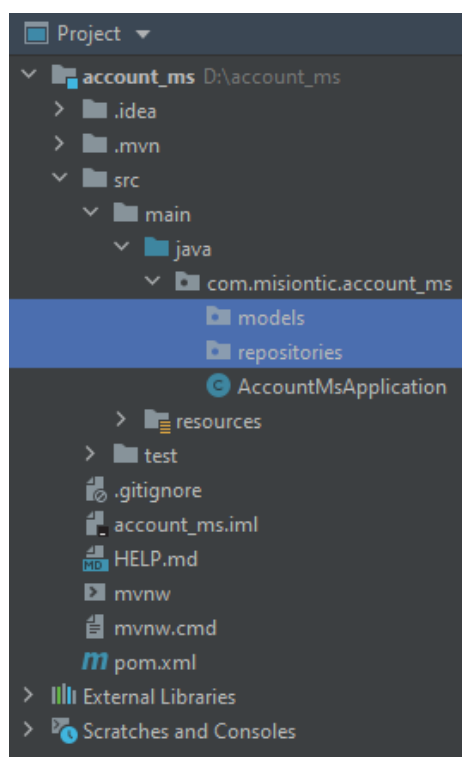 Project
account_ms D:\account_ms
.idea
.mvn
src
main
java
com.misiontic.account_ms
models
repositories
C AccountMsApplication
resources
test
.gitignore
account_ms.iml
MD HELP.md
mvnw
mvnw.cmd
m pom.xml
External Libraries
Scratches and Consoles